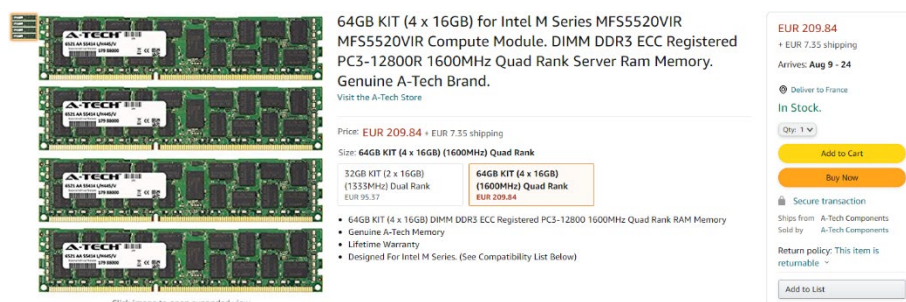 64GB KIT (4 x 16GB) for Intel M Series MFS5520VIR
MFS5520VIR Compute Module. DIMM DDR3 ECC Registered
PC3-12800R 1600MHz Quad Rank Server Ram Memory.
Genuine A-Tech Brand.
Visit the A-Tech Store
Price: EUR 209.84 + EUR 7.35 shipping
Size: 64GB KIT (4 x 16GB) (1600MHz) Quad Rank
32GB KIT (2 x 16GB)
(1333MHz) Dual Rank
EUR 95.37
64GB KIT (4 x 16GB)
(1600MHz) Quad Rank
EUR 209.84
• 64GB KIT (4 x 16GB) DIMM DDR3 ECC Registered PC3-12800 1600MHz Quad Rank RAM Memory
• Genuine A-Tech Memory
• Lifetime Warranty
• Designed For Intel M Series. (See Compatibility List Below)
A-TECH
A-TECH
A-TECH
A-TECH
EUR 209.84
+ EUR 7.35 shipping
Arrives: Aug 9 - 24
Deliver to France
In Stock.
Qty: 1
Add to Cart
Buy Now
Secure transaction
Ships from A-Tech Components
Sold by A-Tech Components
Return policy: This item is
returnable
Add to List